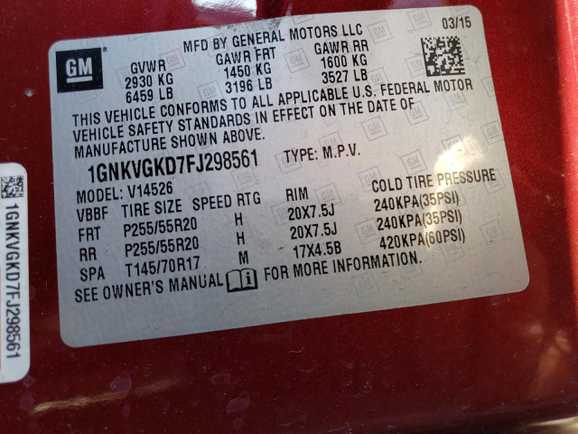 MFD BY GENERAL MOTORS LLC 03/15
GM
GVWR GAWR FRT GAWR RR
2930 KG 1450 KG 1600 KG
6459 LB 3196 LB 3527 LB
THIS VEHICLE CONFORMS TO ALL APPLICABLE U.S. FEDERAL MOTOR
VEHICLE SAFETY STANDARDS IN EFFECT ON THE DATE OF
MANUFACTURE SHOWN ABOVE.
1GNKVGKD7FJ298561 TYPE: M.P.V.
MODEL: V14526
VBBF TIRE SIZE SPEED RTG RIM COLD TIRE PRESSURE
FRT P255/55R20 H 20X7.5J 240KPA(35PSI)
RR P255/55R20 H 20X7.5J 240KPA(35PSI)
SPA T145/70R17 M 17X4.5B 420KPA(60PSI)
SEE OWNER'S MANUAL FOR MORE INFORMATION.
1GNKVGKD7FJ298561